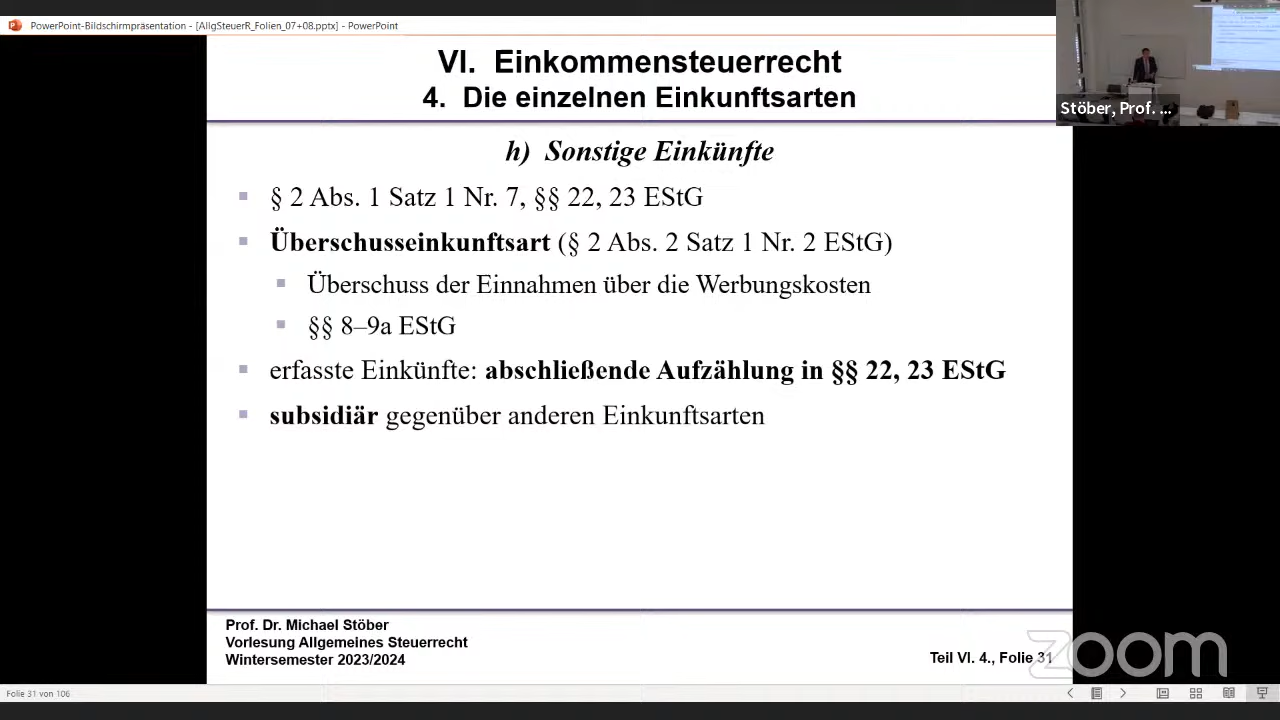 PowerPoint-Bildschirmpräsentation - [AllgSteuerR_Folien_07+08.pptx] - PowerPoint
VI. Einkommensteuerrecht
4. Die einzelnen Einkunftsarten
Stöber, Prof. ...
h) Sonstige Einkünfte
§ 2 Abs. 1 Satz 1 Nr. 7, §§ 22, 23 EStG
Überschusseinkunftsart (§ 2 Abs. 2 Satz 1 Nr. 2 EStG)
Überschuss der Einnahmen über die Werbungskosten
§§ 8–9a EStG
erfasste Einkünfte: abschließende Aufzählung in §§ 22, 23 EStG
subsidiär gegenüber anderen Einkunftsarten
Prof. Dr. Michael Stöber
Vorlesung Allgemeines Steuerrecht
Wintersemester 2023/2024
Teil VI. 4., Folie 31
zoom
Folie 31 von 106